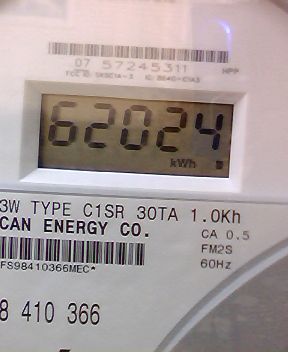 07 57245311
HPP
62024
kWh
3W TYPE C1SR 30TA 1.0Kh
CAN ENERGY CO.
CA 0.5
FM2S
60Hz
FS98410366MEC*
8 410 366